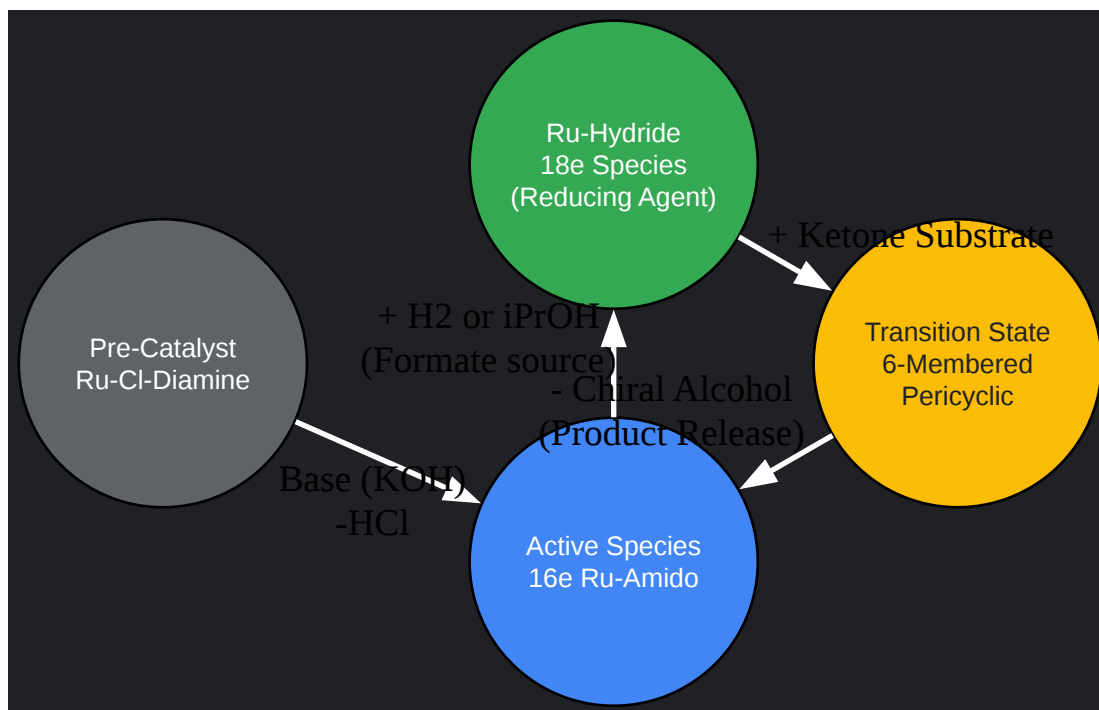 Ru-Hydride
18e Species
(Reducing Agent)
+ Ketone Substrate
Pre-Catalyst
Ru-Cl-Diamine
+ H2 or iPrOH
(Formate source)
Transition State
6-Membered
Pericyclic
- Chiral Alcohol
(Product Release)
Base (KOH)
-HCl
Active Species
16e Ru-Amido